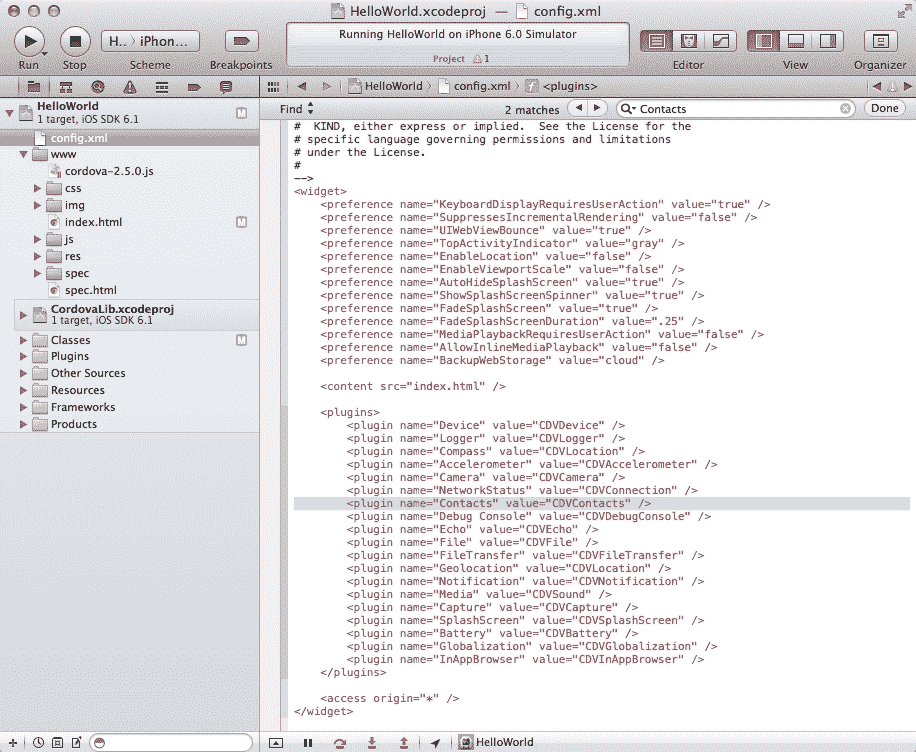 HelloWorld.xcodeproj — config.xml
Run
Stop
H.. › iPhon...
Scheme
Breakpoints
Running HelloWorld on iPhone 6.0 Simulator
Project 1
Editor
View
Organizer
HelloWorld › config.xml › <plugins>
HelloWorld
1 target, iOS SDK 6.1
M
config.xml
www
cordova-2.5.0.js
css
img
index.html
M
js
res
spec
spec.html
CordovaLib.xcodeproj
1 target, iOS SDK 6.1
Classes
M
Plugins
Other Sources
Resources
Frameworks
Products
Find
2 matches
Contacts
Done
#  KIND, either express or implied.  See the License for the
# specific language governing permissions and limitations
# under the License.
#
-->
<widget>
    <preference name="KeyboardDisplayRequiresUserAction" value="true" />
    <preference name="SuppressesIncrementalRendering" value="false" />
    <preference name="UIWebViewBounce" value="true" />
    <preference name="TopActivityIndicator" value="gray" />
    <preference name="EnableLocation" value="false" />
    <preference name="EnableViewportScale" value="false" />
    <preference name="AutoHideSplashScreen" value="true" />
    <preference name="ShowSplashScreenSpinner" value="true" />
    <preference name="FadeSplashScreen" value="true" />
    <preference name="FadeSplashScreenDuration" value=".25" />
    <preference name="MediaPlaybackRequiresUserAction" value="false" />
    <preference name="AllowInlineMediaPlayback" value="false" />
    <preference name="BackupWebStorage" value="cloud" />
    <content src="index.html" />
    <plugins>
        <plugin name="Device" value="CDVDevice" />
        <plugin name="Logger" value="CDVLogger" />
        <plugin name="Compass" value="CDVLocation" />
        <plugin name="Accelerometer" value="CDVAccelerometer" />
        <plugin name="Camera" value="CDVCamera" />
        <plugin name="NetworkStatus" value="CDVConnection" />
        <plugin name="Contacts" value="CDVContacts" />
        <plugin name="Debug Console" value="CDVDebugConsole" />
        <plugin name="Echo" value="CDVEcho" />
        <plugin name="File" value="CDVFile" />
        <plugin name="FileTransfer" value="CDVFileTransfer" />
        <plugin name="Geolocation" value="CDVLocation" />
        <plugin name="Notification" value="CDVNotification" />
        <plugin name="Media" value="CDVSound" />
        <plugin name="Capture" value="CDVCapture" />
        <plugin name="SplashScreen" value="CDVSplashScreen" />
        <plugin name="Battery" value="CDVBattery" />
        <plugin name="Globalization" value="CDVGlobalization" />
        <plugin name="InAppBrowser" value="CDVInAppBrowser" />
    </plugins>
    <access origin="*" />
</widget>
HelloWorld